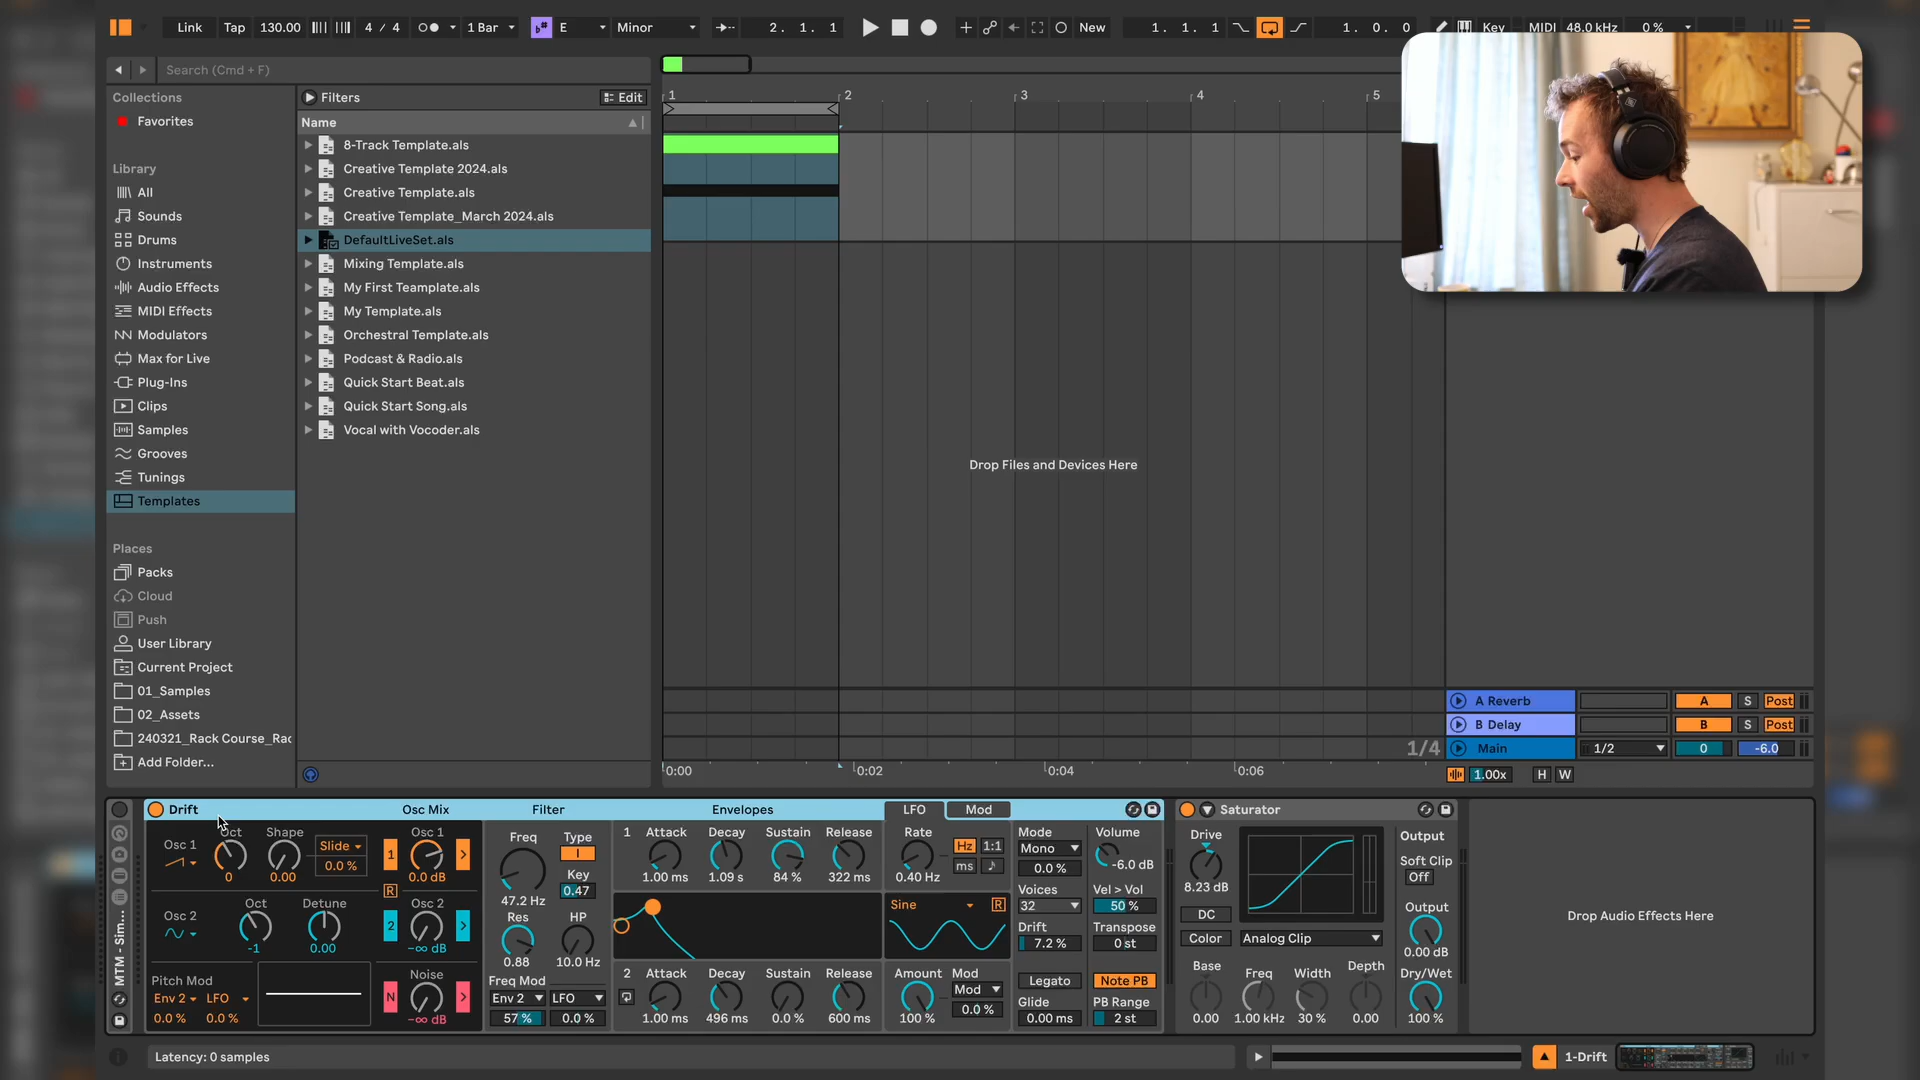 Link Tap 130.00 4 / 4 1 Bar E Minor 2. 1. 1 New 1. 1. 1 1. 0. 0 Key MIDI 48.0 kHz 0 %
Search (Cmd + F)
Collections
Favorites
Library
All
Sounds
Drums
Instruments
Audio Effects
MIDI Effects
Modulators
Max for Live
Plug-Ins
Clips
Samples
Grooves
Tunings
Templates
Places
Packs
Cloud
Push
User Library
Current Project
01_Samples
02_Assets
240321_Rack Course_Rac
Add Folder...
Filters Edit
Name
8-Track Template.als
Creative Template 2024.als
Creative Template.als
Creative Template_March 2024.als
DefaultLiveSet.als
Mixing Template.als
My First Teamplate.als
My Template.als
Orchestral Template.als
Podcast & Radio.als
Quick Start Beat.als
Quick Start Song.als
Vocal with Vocoder.als
1 2 3 4 5
Drop Files and Devices Here
1/4
0:00 0:02 0:04 0:06
A Reverb A S Post
B Delay B S Post
Main 1/2 0 -6.0
1.00x H W
MTM - Sim...
Drift Osc Mix Filter Envelopes LFO Mod
Osc 1 Oct Shape Slide Osc 1
0 0.00 0.0 % 1 0.0 dB
R
Osc 2 Oct Detune Osc 2
-1 0.00 2 -∞ dB
Pitch Mod Noise
Env 2 LFO N
0.0 % 0.0 % -∞ dB
Freq Type
I
47.2 Hz Key 0.47
Res HP
0.88 10.0 Hz
Freq Mod
Env 2 LFO
57 % 0.0 %
1 Attack Decay Sustain Release
1.00 ms 1.09 s 84 % 322 ms
2 Attack Decay Sustain Release
1.00 ms 496 ms 0.0 % 600 ms
Rate Hz 1:1
0.40 Hz ms
Sine R
Amount Mod
Mod
100 % 0.0 %
Mode Volume
Mono -6.0 dB
0.0 %
Voices Vel > Vol
32 50 %
Drift Transpose
7.2 % 0 st
Legato Note PB
Glide PB Range
0.00 ms 2 st
Saturator
Drive
8.23 dB
DC
Color Analog Clip
Base Freq Width Depth
0.00 1.00 kHz 30 % 0.00
Output
Soft Clip
Off
Output
0.00 dB
Dry/Wet
100 %
Drop Audio Effects Here
Latency: 0 samples
1-Drift